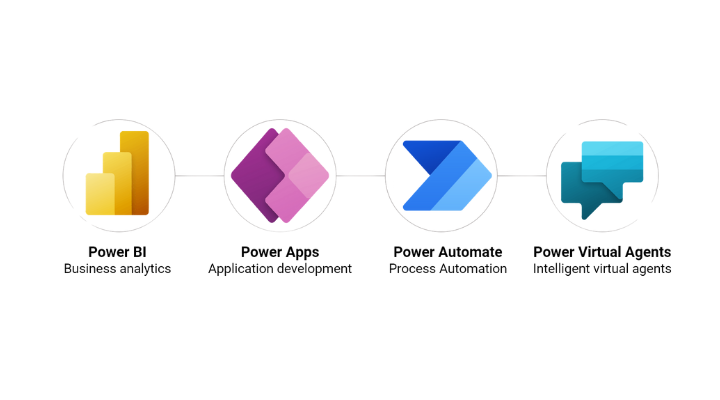 Power BI
Business analytics
Power Apps
Application development
Power Automate
Process Automation
Power Virtual Agents
Intelligent virtual agents